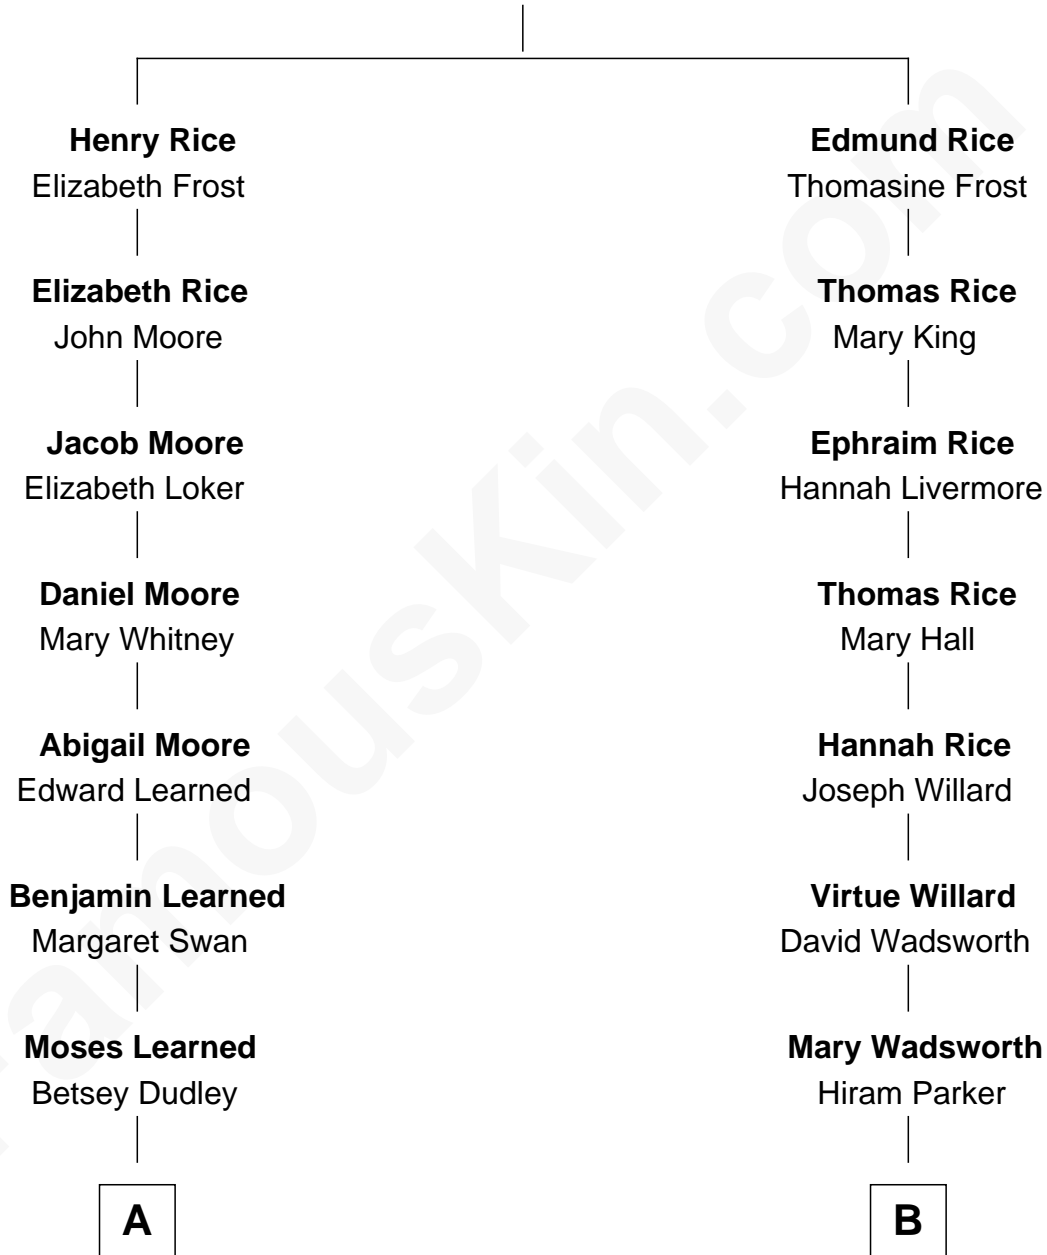 Henry Rice
Elizabeth Frost
Elizabeth Rice
John Moore
Jacob Moore
Elizabeth Loker
Daniel Moore
Mary Whitney
Abigail Moore
Edward Learned
Benjamin Learned
Margaret Swan
Moses Learned
Betsey Dudley
A
Edmund Rice
Thomasine Frost
Thomas Rice
Mary King
Ephraim Rice
Hannah Livermore
Thomas Rice
Mary Hall
Hannah Rice
Joseph Willard
Virtue Willard
David Wadsworth
Mary Wadsworth
Hiram Parker
B
FamousKin.com